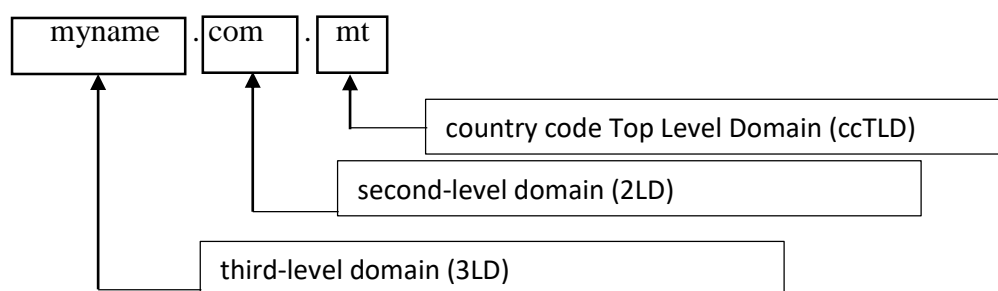 myname . com . mt
country code Top Level Domain (ccTLD)
second-level domain (2LD)
third-level domain (3LD)